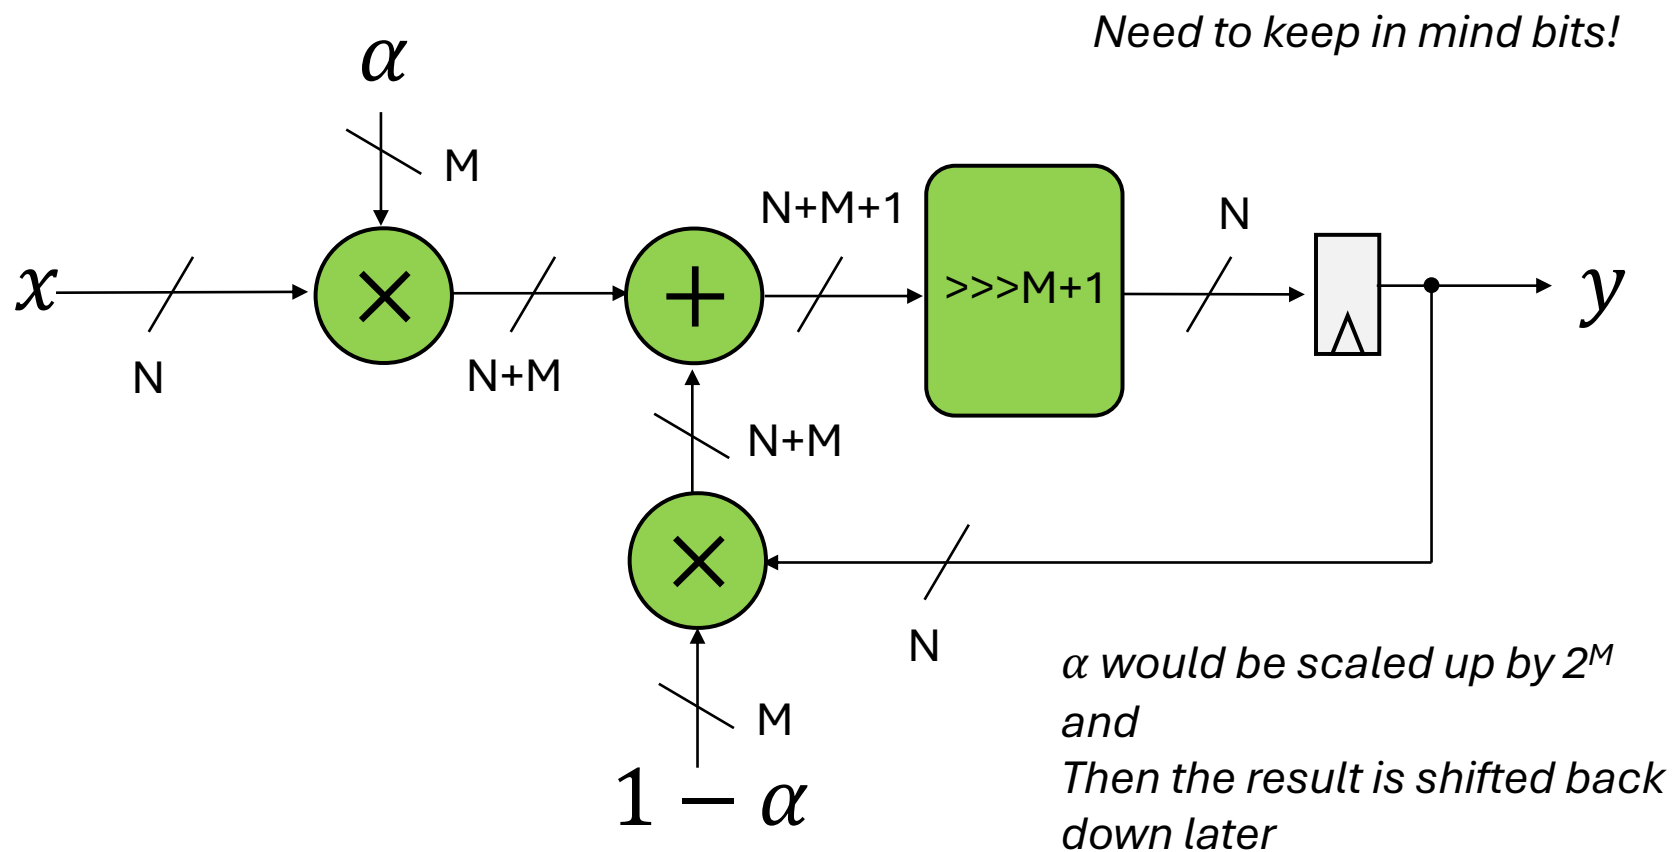 Need to keep in mind bits!
α
M
N+M+1
N
x
×
+
>>>M+1
y
N
N+M
N+M
×
N
M
1 − α
α would be scaled up by 2ᴹ
and
Then the result is shifted back
down later